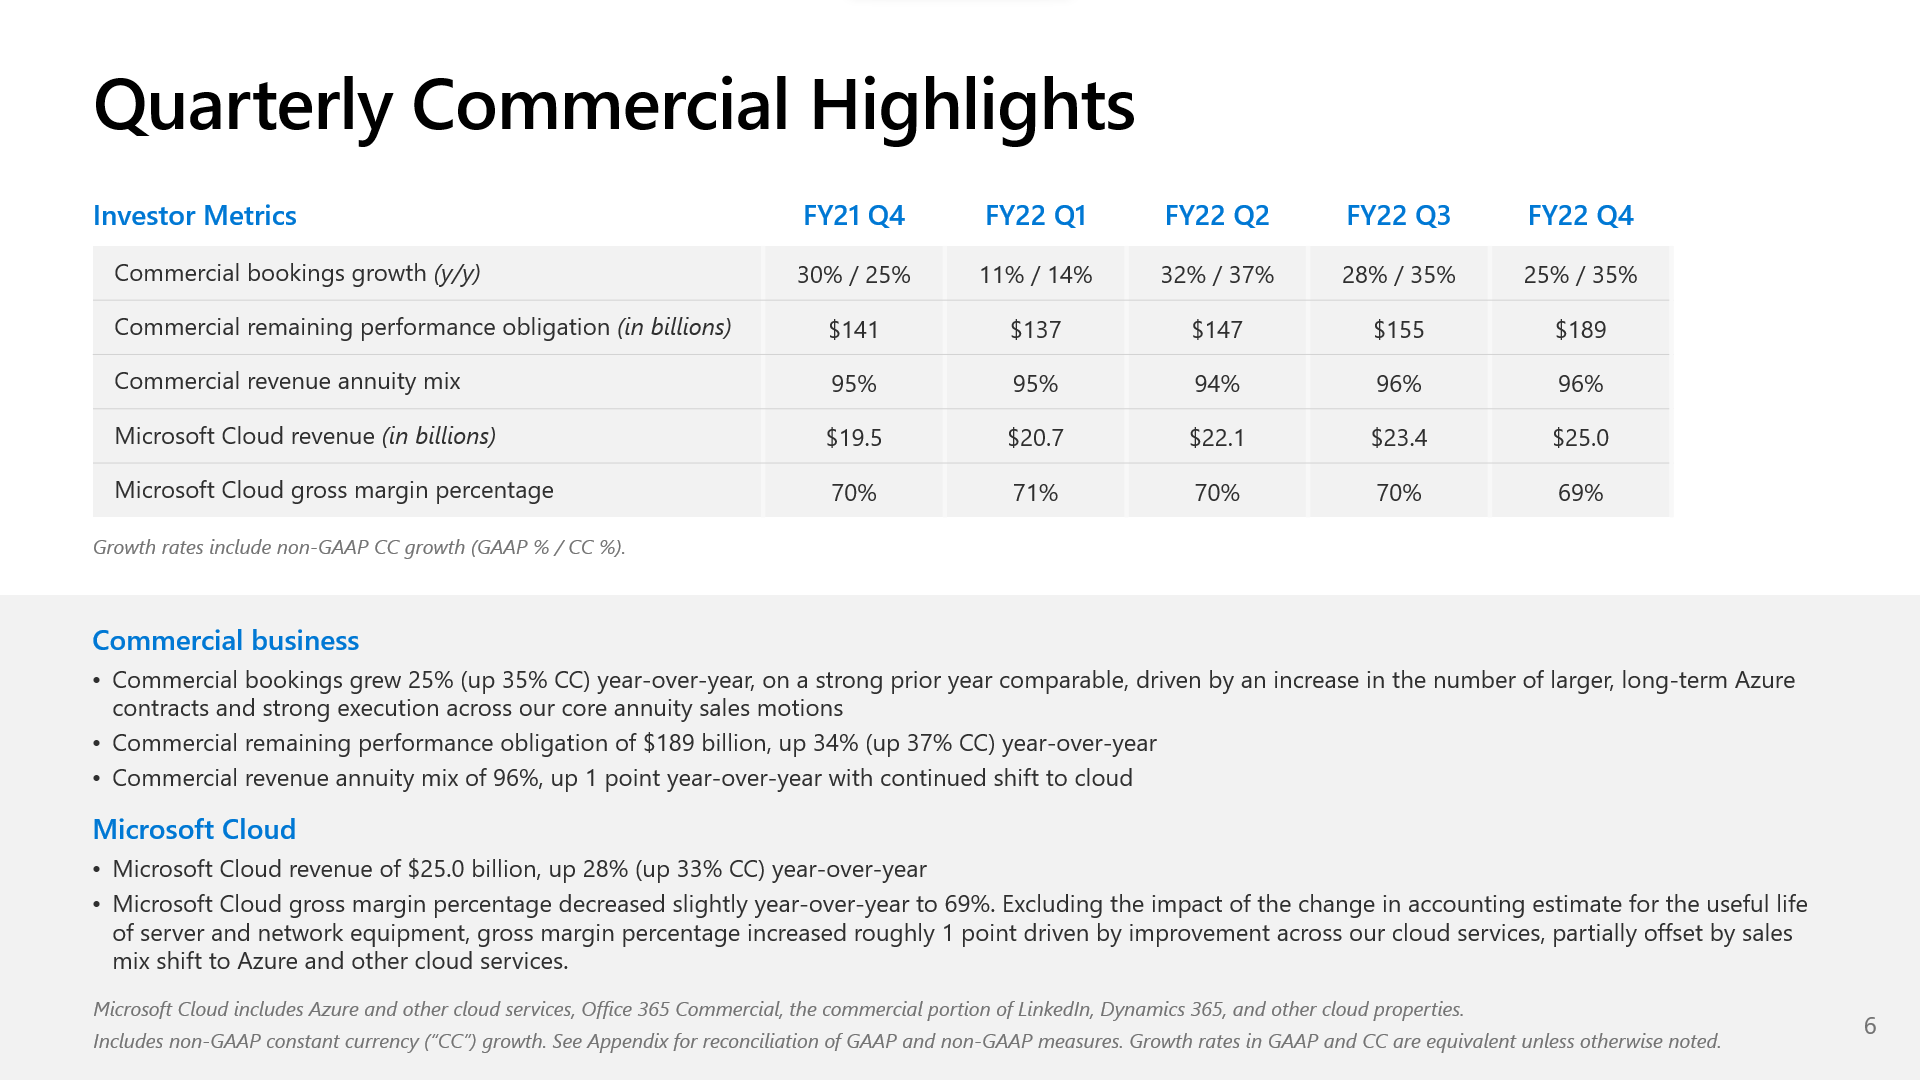 Quarterly Commercial Highlights
Investor Metrics FY21 Q4 FY22 Q1 FY22 Q2 FY22 Q3 FY22 Q4
Commercial bookings growth (y/y) 30% / 25% 11% / 14% 32% / 37% 28% / 35% 25% / 35%
Commercial remaining performance obligation (in billions) $141 $137 $147 $155 $189
Commercial revenue annuity mix 95% 95% 94% 96% 96%
Microsoft Cloud revenue (in billions) $19.5 $20.7 $22.1 $23.4 $25.0
Microsoft Cloud gross margin percentage 70% 71% 70% 70% 69%
Growth rates include non-GAAP CC growth (GAAP % / CC %).
Commercial business
• Commercial bookings grew 25% (up 35% CC) year-over-year, on a strong prior year comparable, driven by an increase in the number of larger, long-term Azure
contracts and strong execution across our core annuity sales motions
• Commercial remaining performance obligation of $189 billion, up 34% (up 37% CC) year-over-year
• Commercial revenue annuity mix of 96%, up 1 point year-over-year with continued shift to cloud
Microsoft Cloud
• Microsoft Cloud revenue of $25.0 billion, up 28% (up 33% CC) year-over-year
• Microsoft Cloud gross margin percentage decreased slightly year-over-year to 69%. Excluding the impact of the change in accounting estimate for the useful life
of server and network equipment, gross margin percentage increased roughly 1 point driven by improvement across our cloud services, partially offset by sales
mix shift to Azure and other cloud services.
Microsoft Cloud includes Azure and other cloud services, Office 365 Commercial, the commercial portion of LinkedIn, Dynamics 365, and other cloud properties.
Includes non-GAAP constant currency (“CC”) growth. See Appendix for reconciliation of GAAP and non-GAAP measures. Growth rates in GAAP and CC are equivalent unless otherwise noted.
6